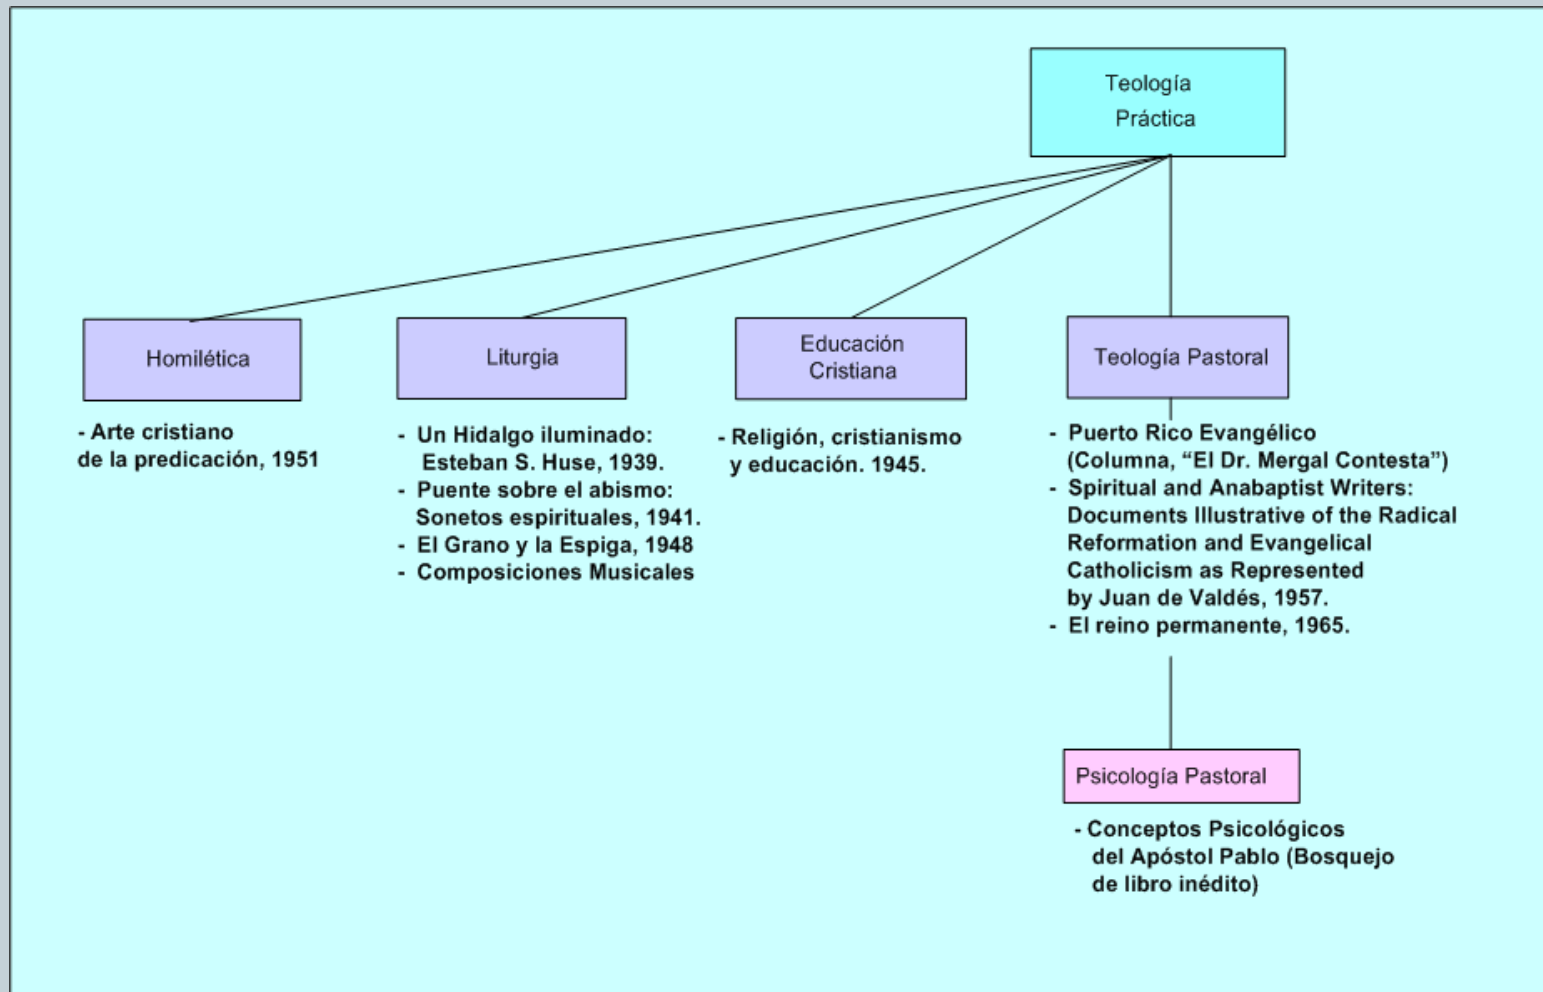 Teología
Práctica
Homilética
- Arte cristiano
de la predicación, 1951
Liturgia
- Un Hidalgo iluminado:
Esteban S. Huse, 1939.
- Puente sobre el abismo:
Sonetos espirituales, 1941.
- El Grano y la Espiga, 1948
- Composiciones Musicales
Educación
Cristiana
- Religión, cristianismo
y educación. 1945.
Teología Pastoral
- Puerto Rico Evangélico
(Columna, “El Dr. Mergal Contesta”)
- Spiritual and Anabaptist Writers:
Documents Illustrative of the Radical
Reformation and Evangelical
Catholicism as Represented
by Juan de Valdés, 1957.
- El reino permanente, 1965.
Psicología Pastoral
- Conceptos Psicológicos
del Apóstol Pablo (Bosquejo
de libro inédito)